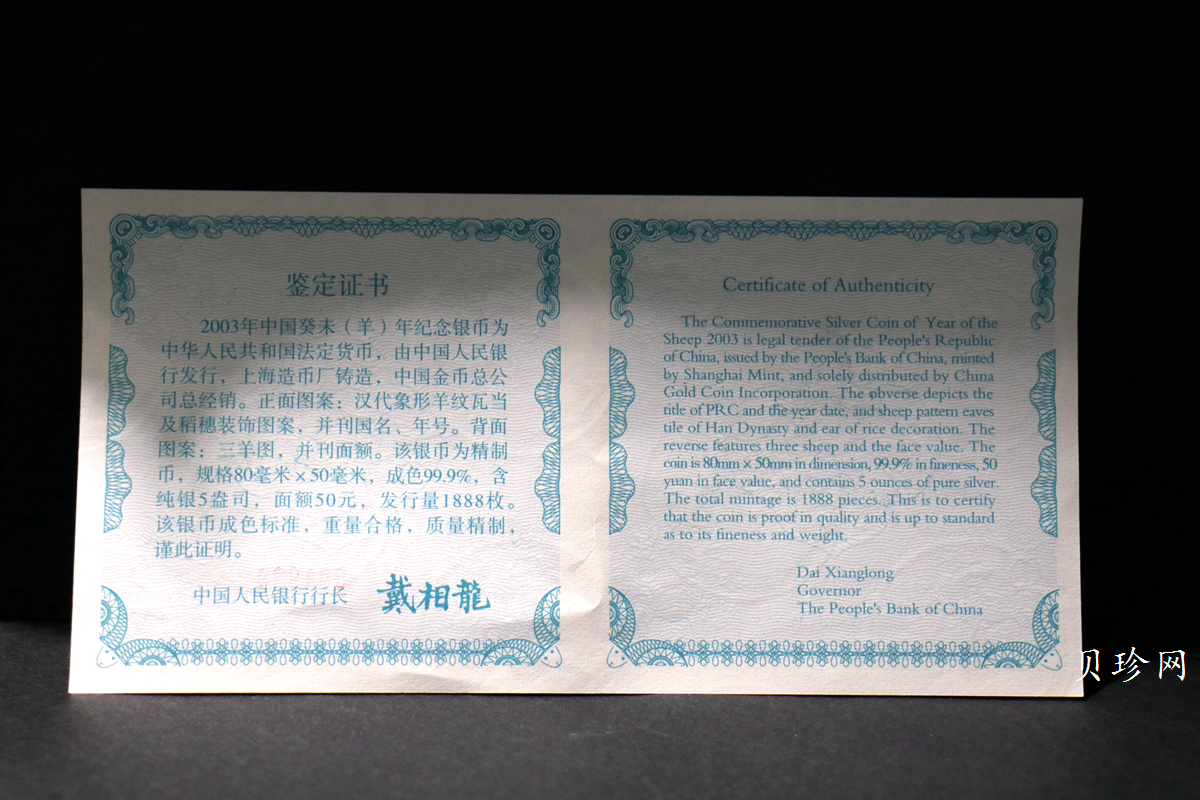 鉴定证书
2003年中国癸未（羊）年纪念银币为
中华人民共和国法定货币，由中国人民银
行发行，上海造币厂铸造，中国金币总公
司总经销。正面图案：汉代象形羊纹瓦当
及稻穗装饰图案，并刊国名、年号。背面
图案：三羊图，并刊面额。该银币为精制
币，规格80毫米×50毫米，成色99.9%，含
纯银5盎司，面额50元，发行量1888枚。
该银币成色标准，重量合格，质量精制，
谨此证明。
中国人民银行行长 戴相龍
Certificate of Authenticity
The Commemorative Silver Coin of Year of the
Sheep 2003 is legal tender of the People's Republic
of China, issued by the People's Bank of China, minted
by Shanghai Mint, and solely distributed by China
Gold Coin Incorporation. The obverse depicts the
title of PRC and the year date, and sheep pattern eaves
tile of Han Dynasty and ear of rice decoration. The
reverse features three sheep and the face value. The
coin is 80mm×50mm in dimension, 99.9% in fineness, 50
yuan in face value, and contains 5 ounces of pure silver.
The total mintage is 1888 pieces. This is to certify
that the coin is proof in quality and is up to standard
as to its fineness and weight.
Dai Xianglong
Governor
The People's Bank of China
贝珍网